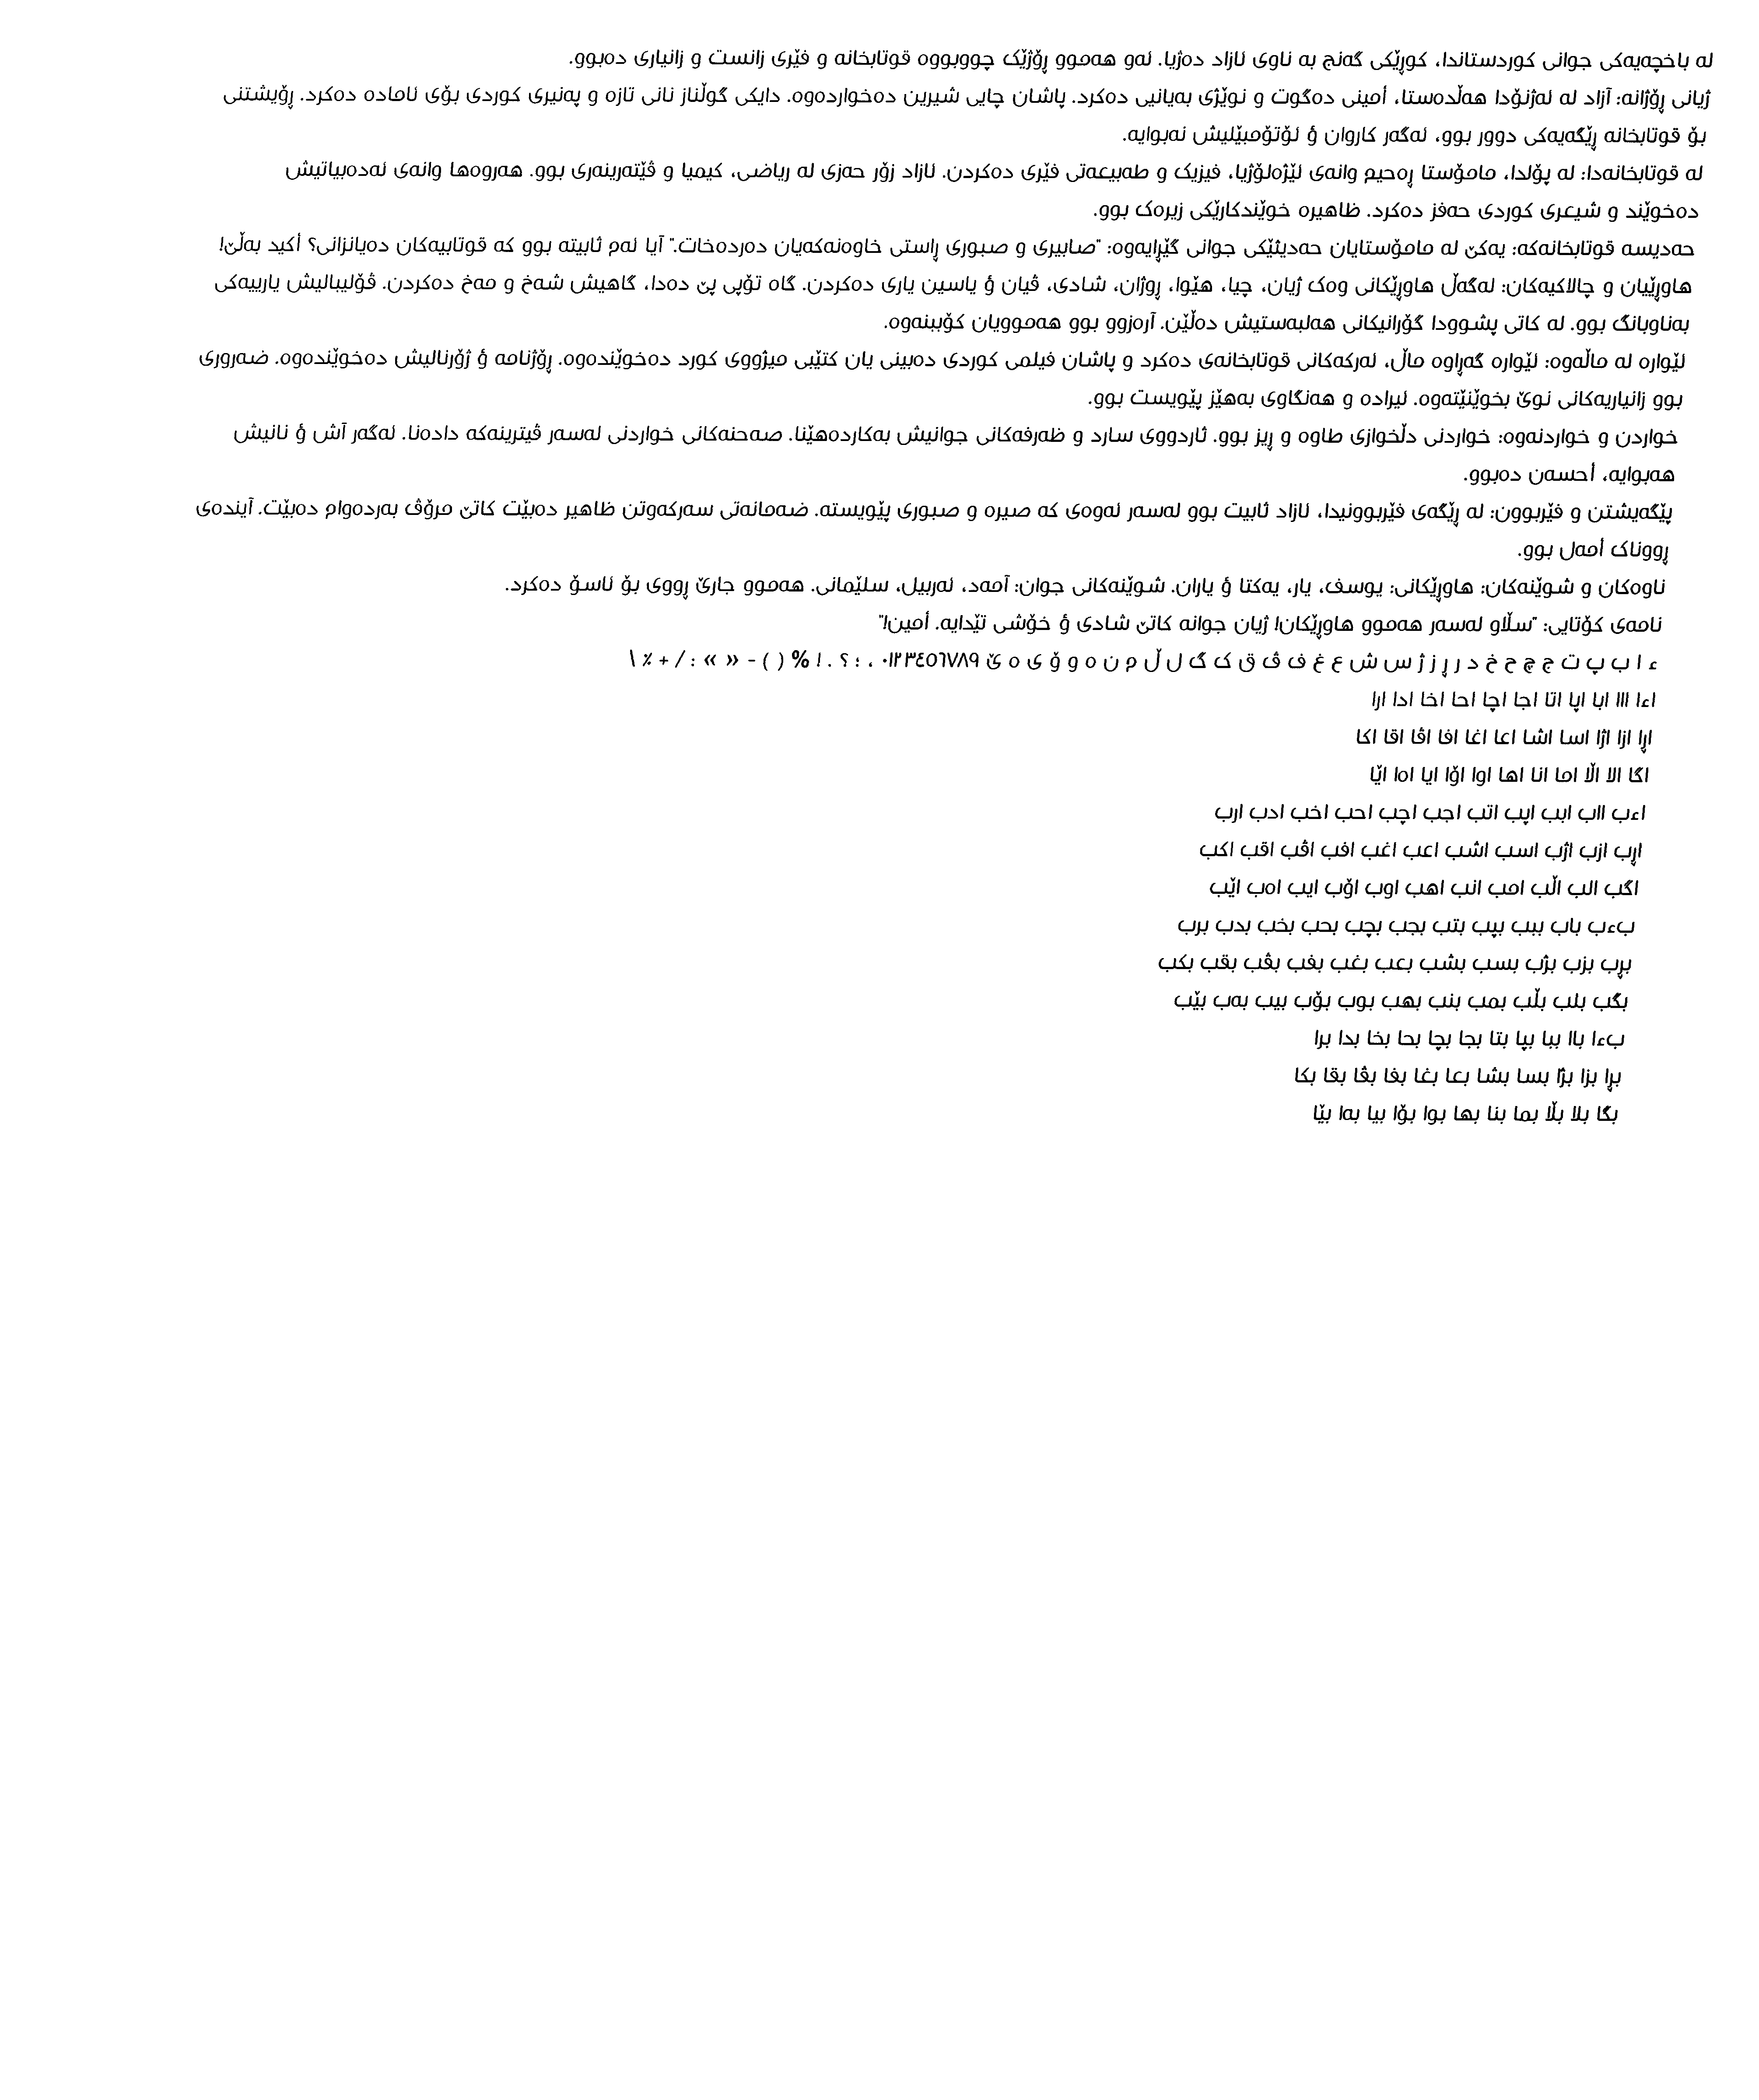 لە باخچەیەکی جوانی کوردستاندا، کوڕێکی گەنج بە ناوی ئازاد دەژیا. ئەو هەموو ڕۆژێک چووبووە قوتابخانە و فێری زانست و زانیاری دەبوو.
ژیانی ڕۆژانە: آزاد لە ئەژنۆدا هەڵدەستا، أمینی دەگوت و نوێژی بەیانیی دەکرد. پاشان چایی شیرین دەخواردەوە. دایکی گوڵناز نانی تازە و پەنیری کوردی بۆی ئامادە دەکرد. ڕۆیشتنی
بۆ قوتابخانە ڕێگەیەکی دوور بوو، ئەگەر کاروان ؤ ئۆتۆمبێلیش نەبوایە.
لە قوتابخانەدا: لە پۆلدا، مامۆستا ڕەحیم وانەی ئێژەلۆژیا، فیزیک و طەبیعەتی فێری دەکردن. ئازاد زۆر حەزی لە ریاضی، کیمیا و ڤێتەرینەری بوو. هەروەها وانەی ئەدەبیاتیش
دەخوێند و شیعری کوردی حەفز دەکرد. ظاهیرە خوێندکارێکی زیرەک بوو.
حەدیسە قوتابخانەکە: یەکێ لە مامۆستایان حەدیثێکی جوانی گێڕایەوە: "صابیری و صبوری ڕاستی خاوەنەکەیان دەردەخات." آیا ئەم ثابیتە بوو کە قوتابیەکان دەیانزانی؟ أکید بەڵێ!
هاوڕێیان و چالاکیەکان: لەگەڵ هاوڕێکانی وەک ژیان، چیا، هێوا، ڕوژان، شادی، ڤیان ؤ یاسین یاری دەکردن. گاە تۆپی پێ دەدا، گاهیش شەخ و مەخ دەکردن. ڤۆلیبالیش یارییەکی
بەناوبانگ بوو. لە کاتی پشوودا گۆرانیکانی هەلبەستیش دەڵێن. آرەزوو بوو هەموویان کۆببنەوە.
ئێوارە لە ماڵەوە: ئێوارە گەڕاوە ماڵ، ئەرکەکانی قوتابخانەی دەکرد و پاشان فیلمی کوردی دەبینی یان کتێبی میژووی کورد دەخوێندەوە. ڕۆژنامە ؤ ژۆرنالیش دەخوێندەوە. ضەروری
بوو زانیاریەکانی نوێ بخوێنێتەوە. ئیرادە و هەنگاوی بەهێز پێویست بوو.
خواردن و خواردنەوە: خواردنی دڵخوازی طاوە و ڕیز بوو. ئاردووی سارد و ظەرفەکانی جوانیش بەکاردەهێنا. صەحنەکانی خواردنی لەسەر ڤیترینەکە دادەنا. ئەگەر آش ؤ نانیش
هەبوایە، أحسەن دەبوو.
پێگەیشتن و فێربوون: لە ڕێگەی فێربوونیدا، ئازاد ثابیت بوو لەسەر ئەوەی کە صیرە و صبوری پێویستە. ضەمانەتی سەرکەوتن ظاهیر دەبێت کاتێ مرۆڤ بەردەوام دەبێت. آیندەی
ڕووناک أمەل بوو.
ناوەکان و شوێنەکان: هاوڕێکانی: یوسف، یار، یەکتا ؤ یاران. شوێنەکانی جوان: آمەد، ئەربیل، سلێمانی. هەموو جارێ ڕووی بۆ ئاسۆ دەکرد.
نامەی کۆتایی: "سڵاو لەسەر هەموو هاوڕێکان! ژیان جوانە کاتێ شادی ؤ خۆشی تێدایە. أمین!"
ء ا ب پ ت ج چ ح خ د ر ڕ ز ژ س ش ع غ ف ڤ ق ک گ ل ڵ م ن ە و ۆ ی ە ێ ٠١٢٣٤٥٦٧٨٩ ، ؛ ؟ . ! % ( ) - « » : / + ٪ \
اءا ااا ابا اپا اتا اجا اچا احا اخا ادا ارا
اڕا ازا اژا اسا اشا اعا اغا افا اڤا اقا اکا
اگا الا اڵا اما انا اها اوا اۆا ایا اەا اێا
اءب ااب ابب اپب اتب اجب اچب احب اخب ادب ارب
اڕب ازب اژب اسب اشب اعب اغب افب اڤب اقب اکب
اگب الب اڵب امب انب اهب اوب اۆب ایب اەب اێب
بءب باب ببب بپب بتب بجب بچب بحب بخب بدب برب
بڕب بزب بژب بسب بشب بعب بغب بفب بڤب بقب بکب
بگب بلب بڵب بمب بنب بهب بوب بۆب بیب بەب بێب
بءا باا ببا بپا بتا بجا بچا بحا بخا بدا برا
بڕا بزا بژا بسا بشا بعا بغا بفا بڤا بقا بکا
بگا بلا بڵا بما بنا بها بوا بۆا بیا بەا بێا